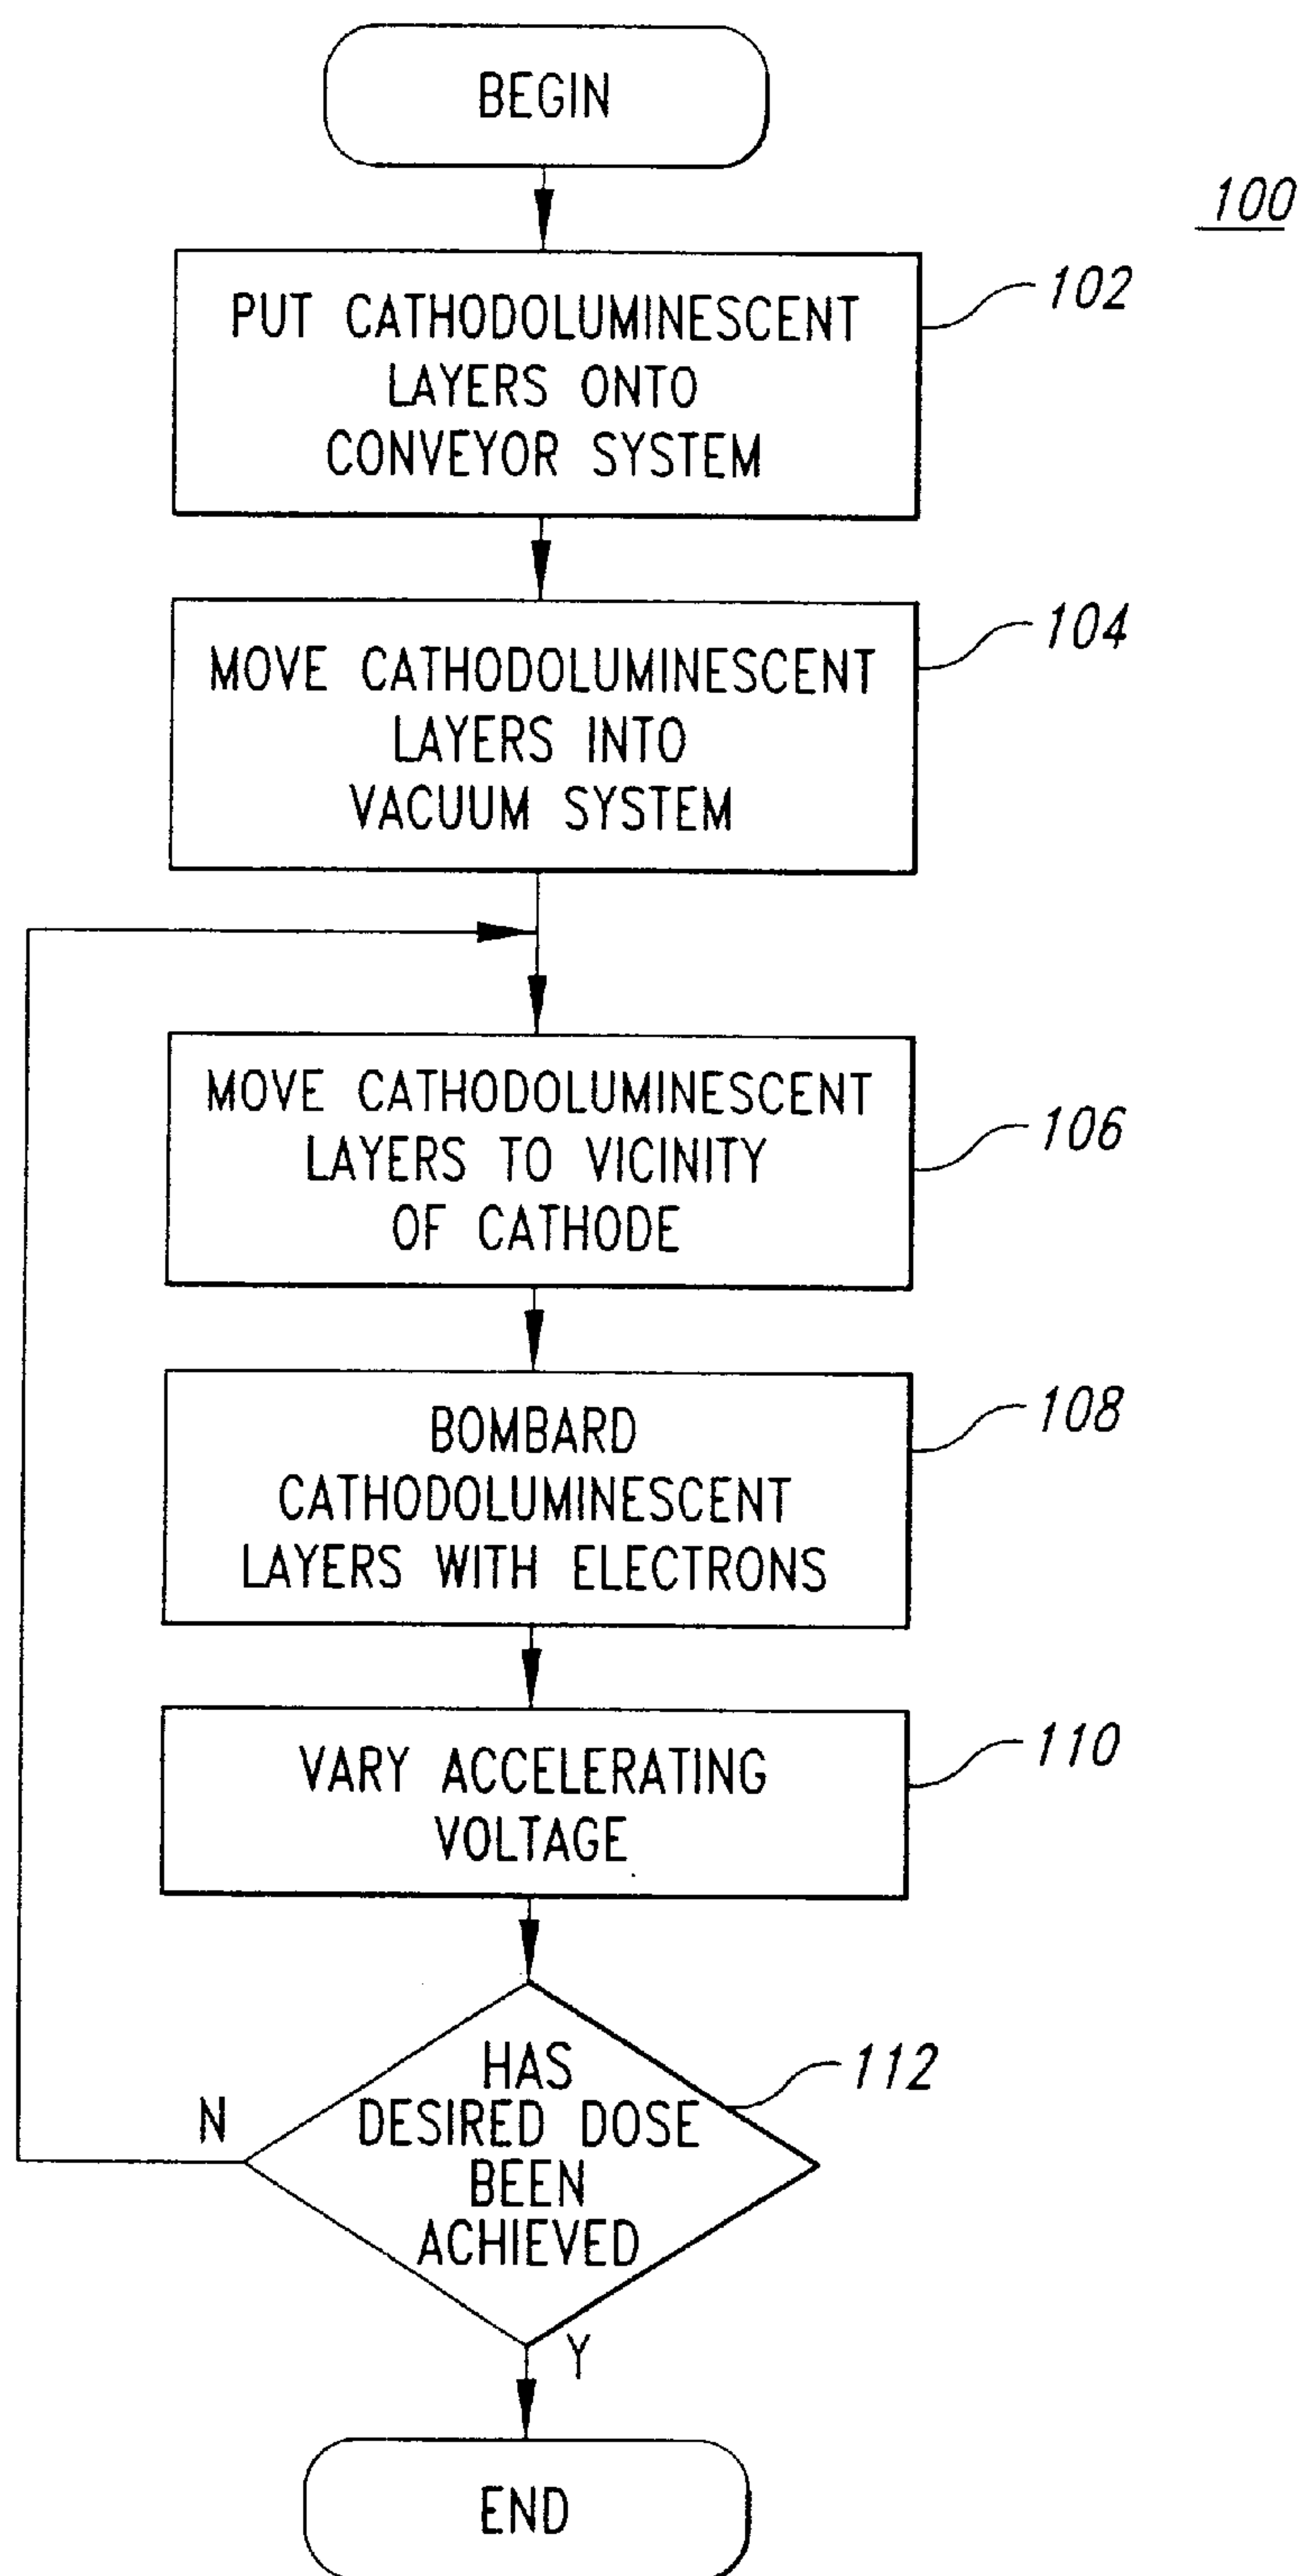 BEGIN
100
PUT CATHODOLUMINESCENT
LAYERS ONTO
CONVEYOR SYSTEM
102
MOVE CATHODOLUMINESCENT
LAYERS INTO
VACUUM SYSTEM
104
MOVE CATHODOLUMINESCENT
LAYERS TO VICINITY
OF CATHODE
106
BOMBARD
CATHODOLUMINESCENT
LAYERS WITH ELECTRONS
108
VARY ACCELERATING
VOLTAGE
110
HAS
DESIRED DOSE
BEEN
ACHIEVED
112
N
Y
END